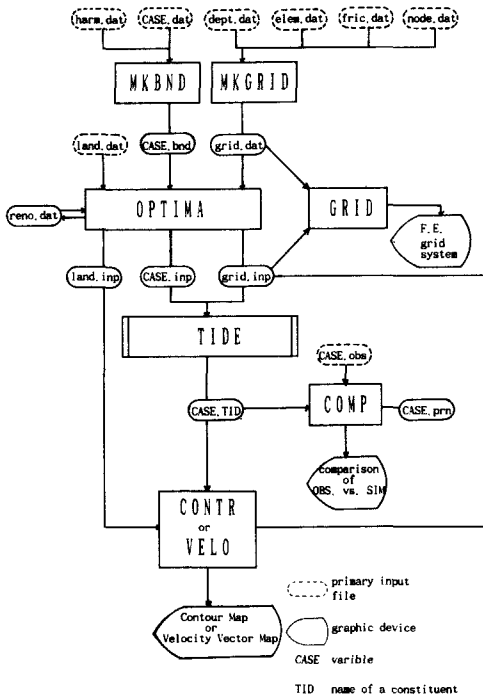 harm.dat CASE.dat dept.dat elem.dat fric.dat node.dat
MKBND MKGRID
land.dat CASE.bnd grid.dat
reno.dat OPTIMA GRID
F.E.
grid
system
land.inp CASE.inp grid.inp
TIDE
CASE.obs
CASE.TID COMP CASE.prn
comparison
of
OBS. vs. SIM
CONTR
or
VELO
primary input
file
Contour Map
or
Velocity Vector Map
graphic device
CASE varible
TID name of a constituent